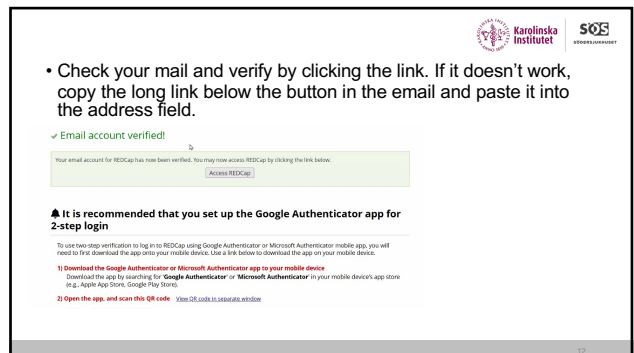 Karolinska
Institutet
SÖS
SÖDERSJUKHUSET
• Check your mail and verify by clicking the link. If it doesn’t work,
copy the long link below the button in the email and paste it into
the address field.
Email account verified!
Your email account for REDCap has now been verified. You may now access REDCap by clicking the link below.
Access REDCap
It is recommended that you set up the Google Authenticator app for
2-step login
To use two-step verification to log in to REDCap using Google Authenticator or Microsoft Authenticator mobile app, you will
need to first download the app onto your mobile device. Use a link below to download the app on your mobile device.
1) Download the Google Authenticator or Microsoft Authenticator app to your mobile device
Download the app by searching for 'Google Authenticator' or 'Microsoft Authenticator' in your mobile device's app store
(e.g., Apple App Store, Google Play Store).
2) Open the app, and scan this QR code View QR code in separate window
12